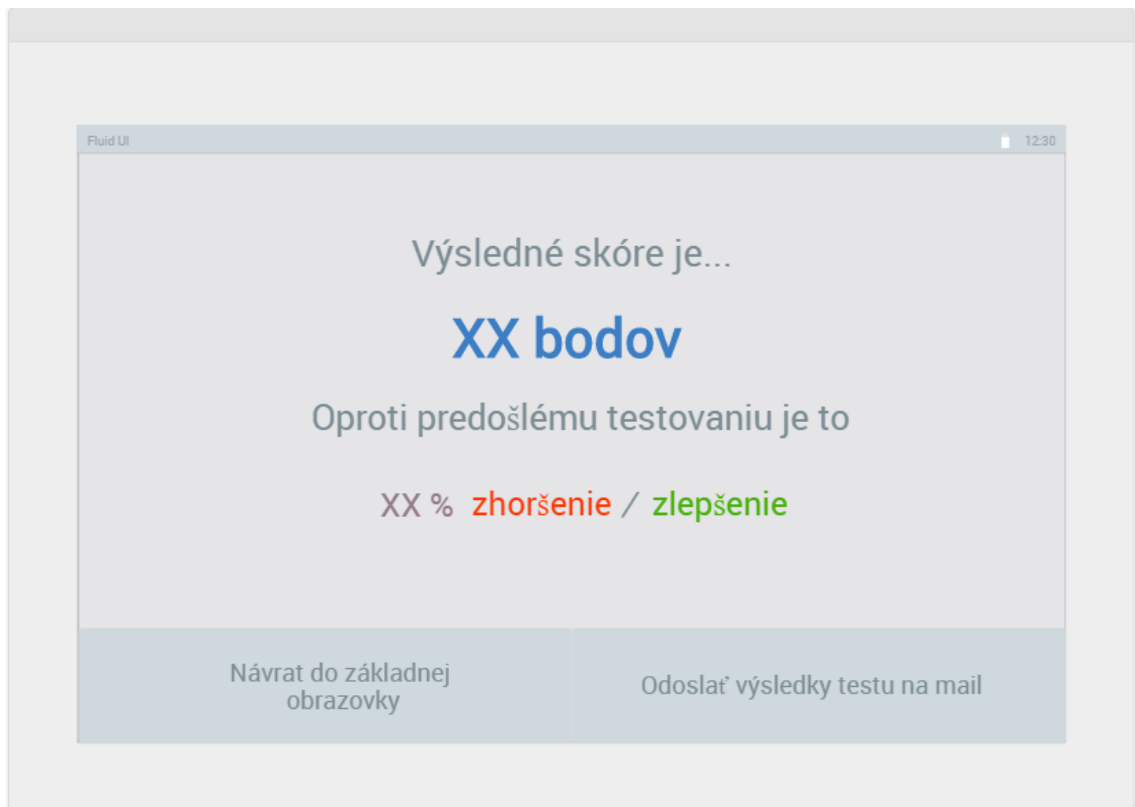 Fluid UI 12:30
Výsledné skóre je...
XX bodov
Oproti predošlému testovaniu je to
XX % zhoršenie / zlepšenie
Návrat do základnej
obrazovky
Odoslať výsledky testu na mail